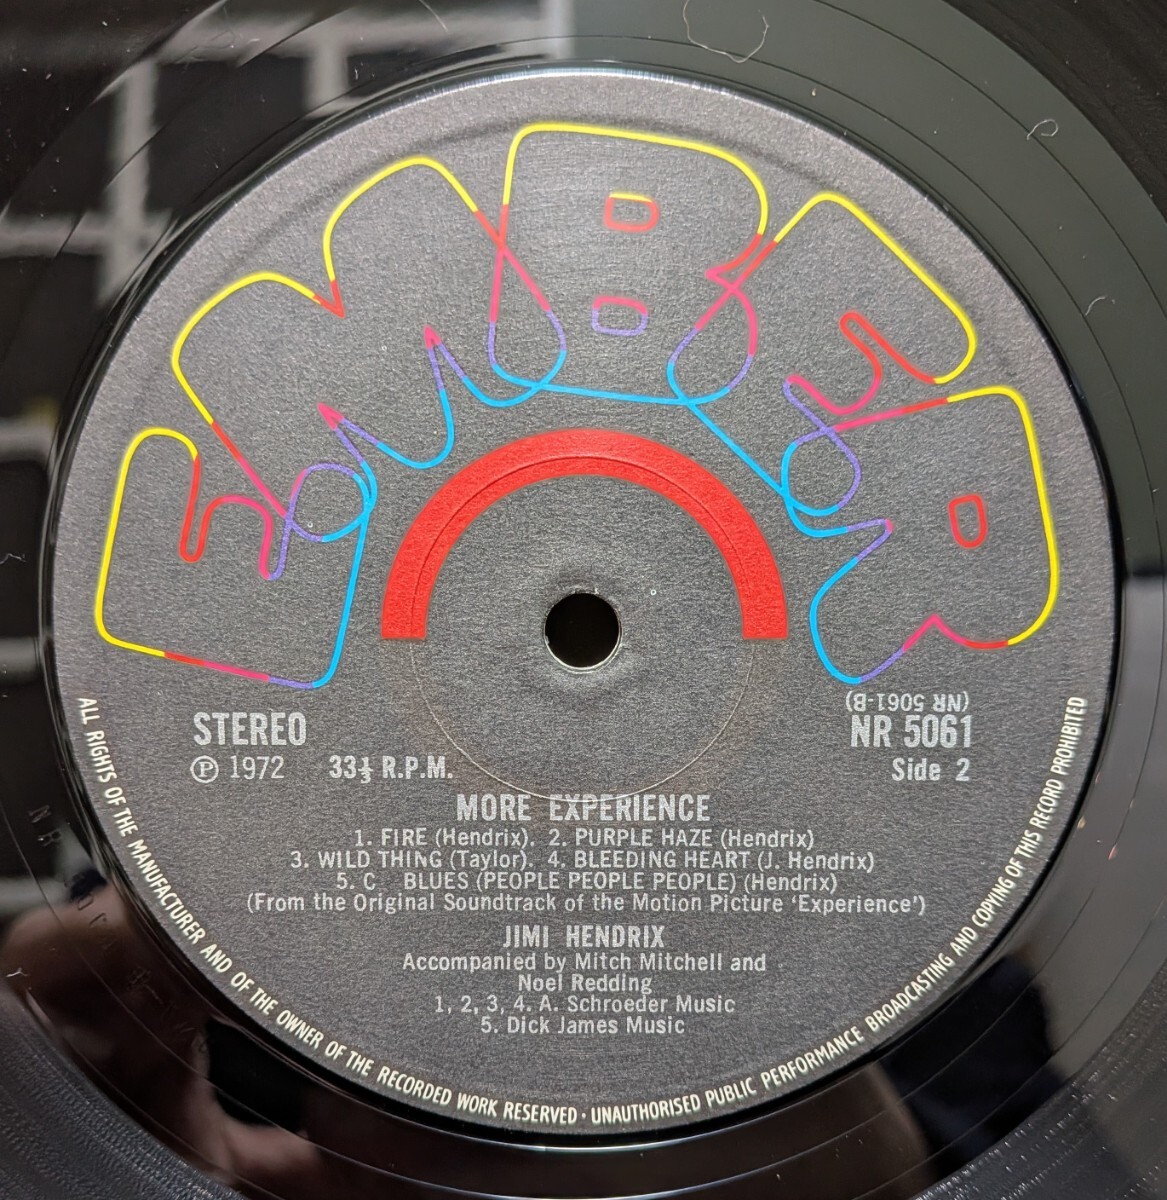 EMBER
STEREO
(NR 5061-B)
NR 5061
Ⓟ 1972 33⅓ R.P.M.
Side 2
MORE EXPERIENCE
1. FIRE (Hendrix). 2. PURPLE HAZE (Hendrix)
3. WILD THING (Taylor). 4. BLEEDING HEART (J. Hendrix)
5. C BLUES (PEOPLE PEOPLE PEOPLE) (Hendrix)
(From the Original Soundtrack of the Motion Picture ‘Experience’)
JIMI HENDRIX
Accompanied by Mitch Mitchell and
Noel Redding
1, 2, 3, 4. A. Schroeder Music
5. Dick James Music
ALL RIGHTS OF THE MANUFACTURER AND OF THE OWNER OF THE RECORDED WORK RESERVED · UNAUTHORISED PUBLIC PERFORMANCE BROADCASTING AND COPYING OF THIS RECORD PROHIBITED